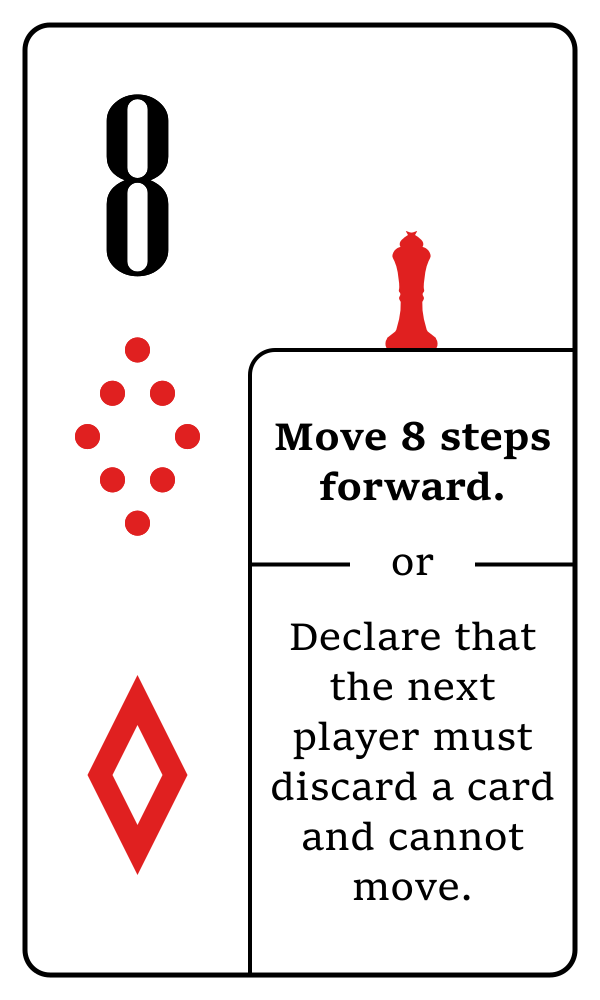 8
Move 8 steps
forward.
or
Declare that
the next
player must
discard a card
and cannot
move.